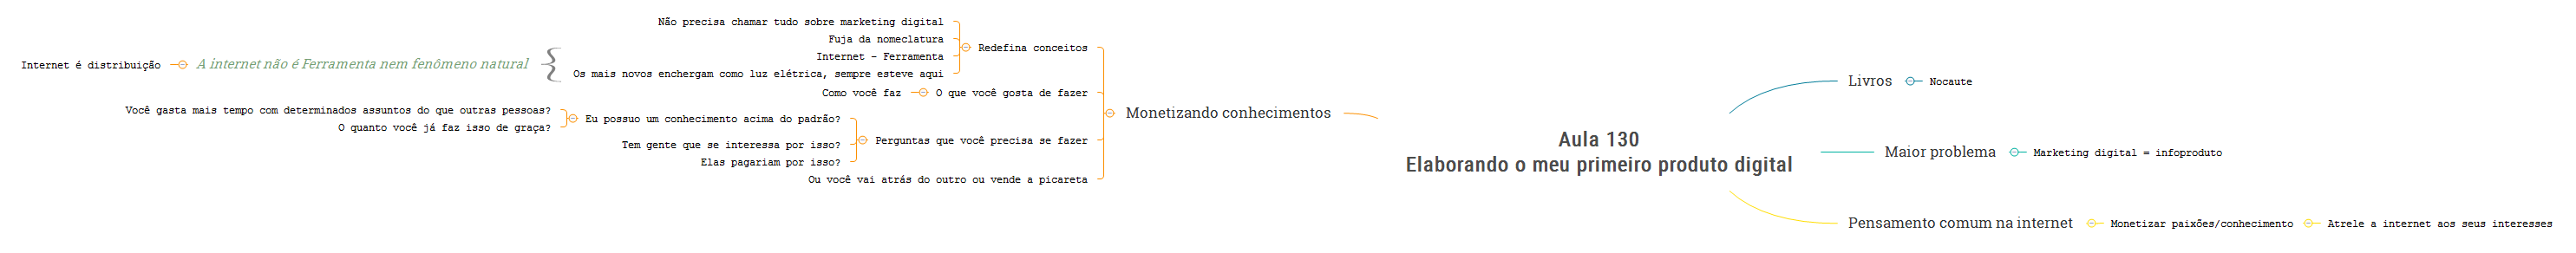 Aula 130
Elaborando o meu primeiro produto digital
Livros
Nocaute
Maior problema
Marketing digital = infoproduto
Pensamento comum na internet
Monetizar paixões/conhecimento
Atrele a internet aos seus interesses
Monetizando conhecimentos
Redefina conceitos
Não precisa chamar tudo sobre marketing digital
Fuja da nomeclatura
Internet - Ferramenta
Os mais novos enchergam como luz elétrica, sempre esteve aqui
A internet não é Ferramenta nem fenômeno natural
Internet é distribuição
O que você gosta de fazer
Como você faz
Perguntas que você precisa se fazer
Eu possuo um conhecimento acima do padrão?
Você gasta mais tempo com determinados assuntos do que outras pessoas?
O quanto você já faz isso de graça?
Tem gente que se interessa por isso?
Elas pagariam por isso?
Ou você vai atrás do outro ou vende a picareta